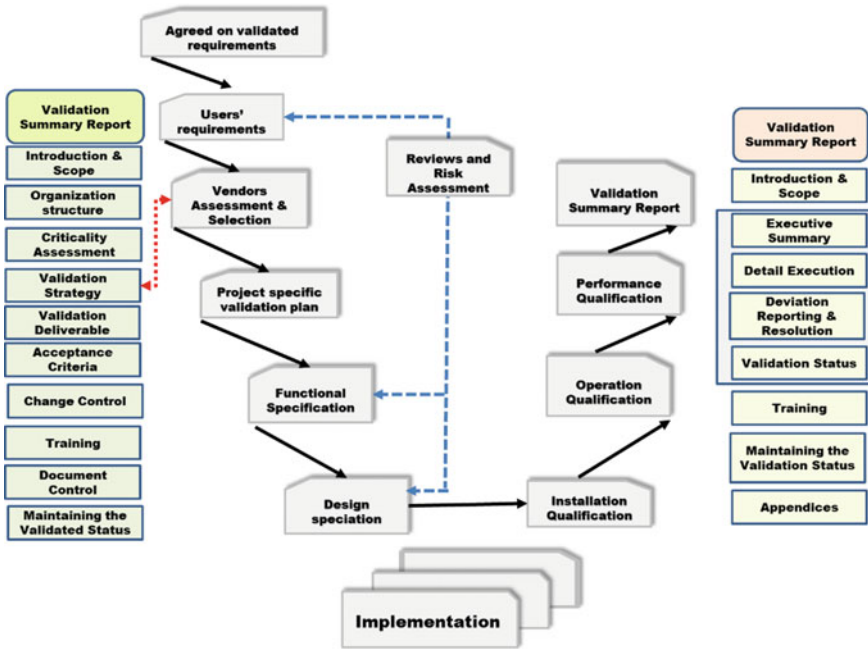 Agreed on validated
requirements
Validation
Summary Report
Introduction &
Scope
Organization
structure
Criticality
Assessment
Validation
Strategy
Validation
Deliverable
Acceptance
Criteria
Change Control
Training
Document
Control
Maintaining the
Validated Status
Users'
requirements
Vendors
Assessment &
Selection
Project specific
validation plan
Functional
Specification
Design
speciation
Reviews and
Risk
Assessment
Implementation
Installation
Qualification
Operation
Qualification
Performance
Qualification
Validation
Summary Report
Validation
Summary Report
Introduction &
Scope
Executive
Summary
Detail Execution
Deviation
Reporting &
Resolution
Validation Status
Training
Maintaining the
Validation Status
Appendices